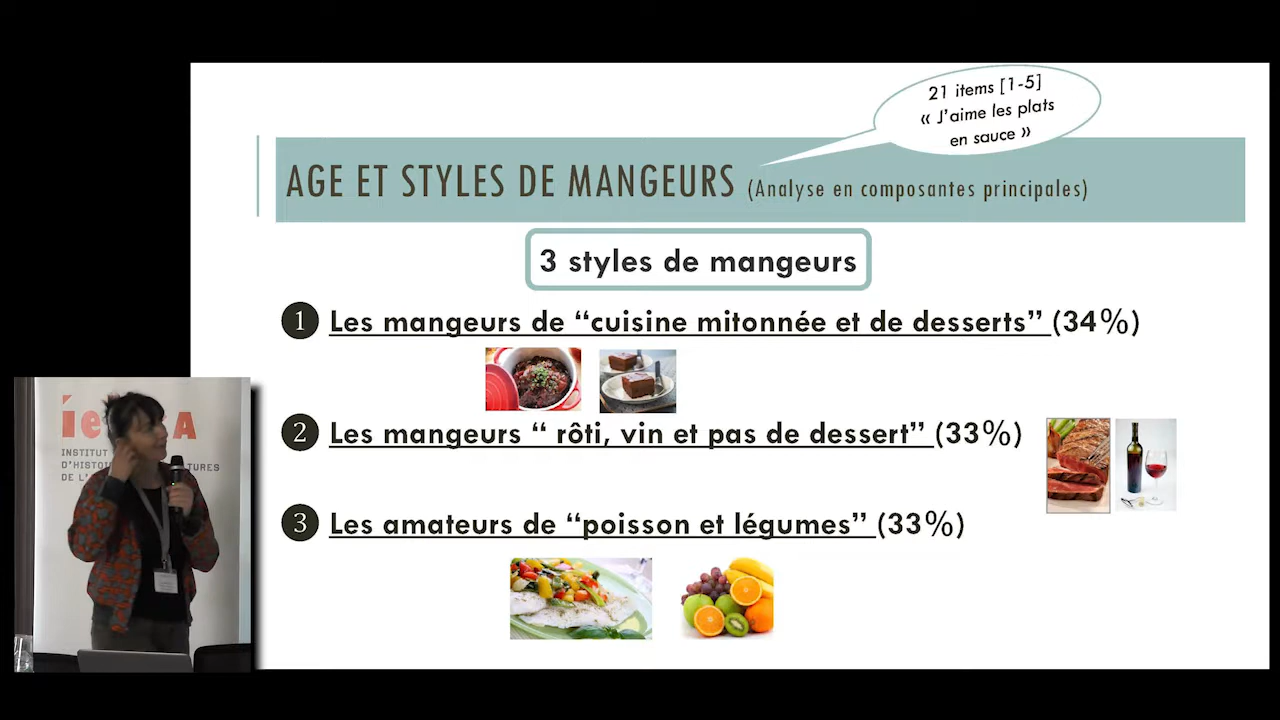 21 items [1-5]
« J’aime les plats
en sauce »
AGE ET STYLES DE MANGEURS (Analyse en composantes principales)
3 styles de mangeurs
1 Les mangeurs de “cuisine mitonnée et de desserts” (34%)
2 Les mangeurs “ rôti, vin et pas de dessert” (33%)
3 Les amateurs de “poisson et légumes” (33%)
INSTITUT
D’HISTOI